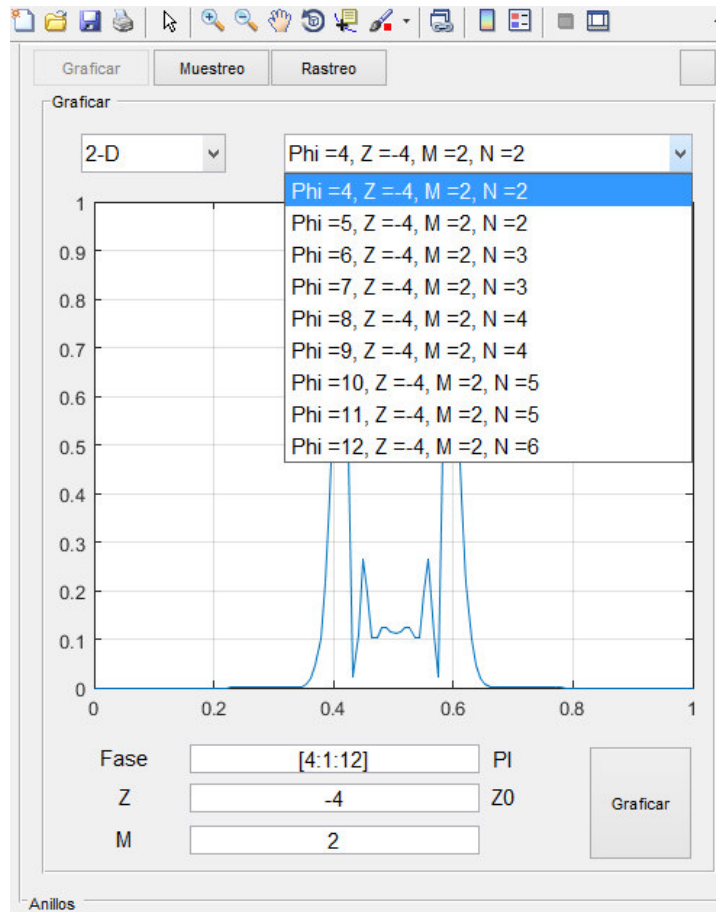 Graficar Muestreo Rastreo
Graficar
2-D Phi =4, Z =-4, M =2, N =2
Phi =4, Z =-4, M =2, N =2
Phi =5, Z =-4, M =2, N =2
Phi =6, Z =-4, M =2, N =3
Phi =7, Z =-4, M =2, N =3
Phi =8, Z =-4, M =2, N =4
Phi =9, Z =-4, M =2, N =4
Phi =10, Z =-4, M =2, N =5
Phi =11, Z =-4, M =2, N =5
Phi =12, Z =-4, M =2, N =6
1
0.9
0.8
0.7
0.6
0.5
0.4
0.3
0.2
0.1
0
0 0.2 0.4 0.6 0.8 1
Fase [4:1:12] PI
Z -4 Z0
M 2
Graficar
Anillos